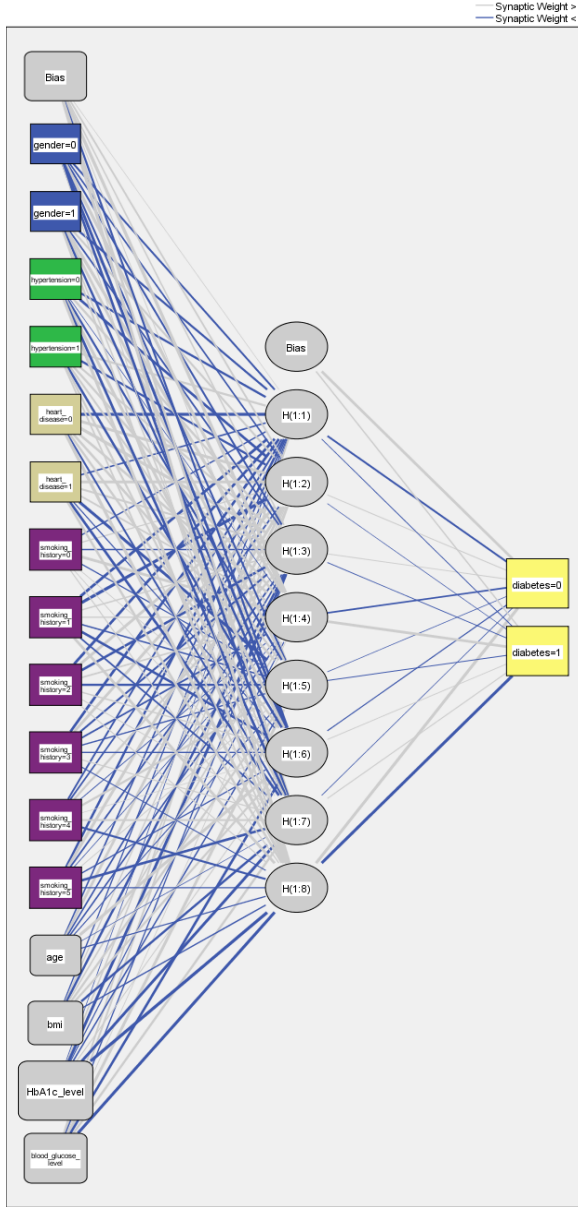 Synaptic Weight >
Synaptic Weight <
Bias
gender=0
gender=1
hypertension=0
hypertension=1
heart_
disease=0
heart_
disease=1
smoking_
history=0
smoking_
history=1
smoking_
history=2
smoking_
history=3
smoking_
history=4
smoking_
history=5
age
bmi
HbA1c_level
blood_glucose_
level
Bias
H(1:1)
H(1:2)
H(1:3)
H(1:4)
H(1:5)
H(1:6)
H(1:7)
H(1:8)
diabetes=0
diabetes=1